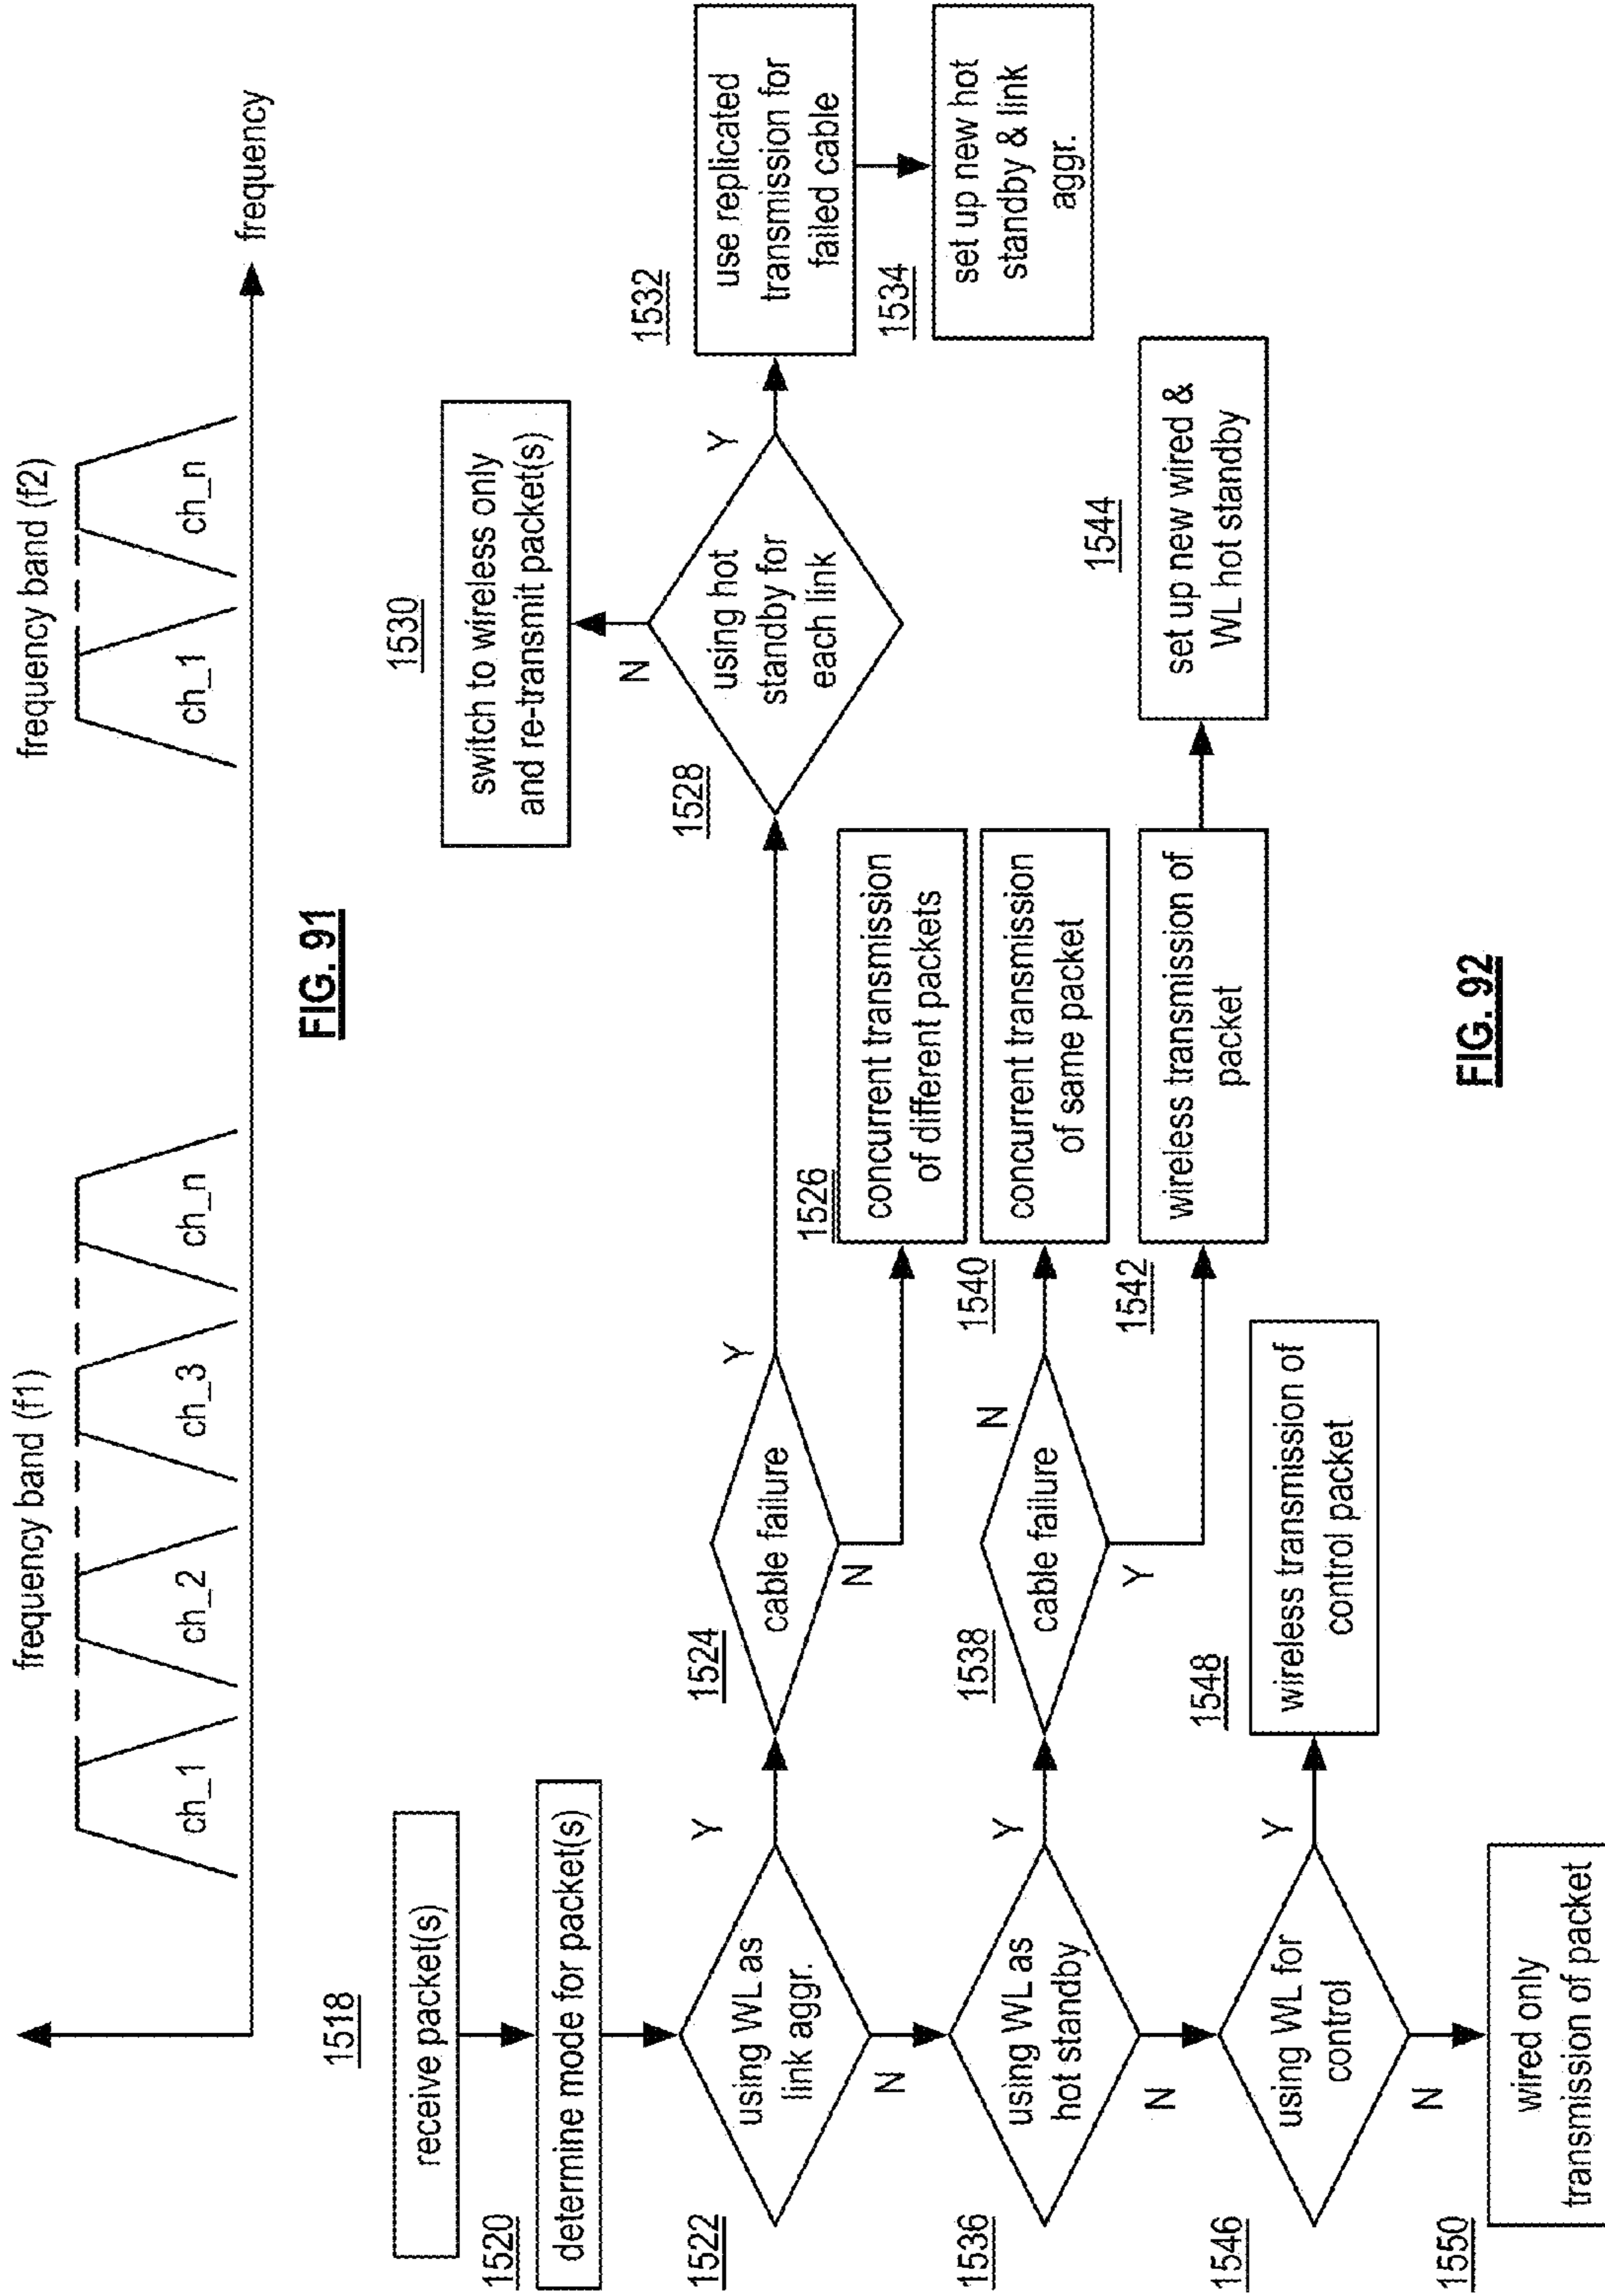 frequency band (f1)
frequency band (f2)
ch_1
ch_2
ch_3
ch_n
ch_1
ch_n
frequency
FIG. 91
1518
receive packet(s)
1520
determine mode for packet(s)
1522
using WL as
link aggr.
Y
N
1524
cable failure
Y
N
1526
concurrent transmission
of different packets
1528
using hot
standby for
each link
N
Y
1530
switch to wireless only
and re-transmit packet(s)
1532
use replicated
transmission for
failed cable
1534
set up new hot
standby & link
aggr.
1536
using WL as
hot standby
Y
N
1538
cable failure
N
Y
1540
concurrent transmission
of same packet
1542
wireless transmission of
packet
1544
set up new wired &
WL hot standby
1546
using WL for
control
Y
N
1548
wireless transmission of
control packet
1550
wired only
transmission of packet
FIG. 92